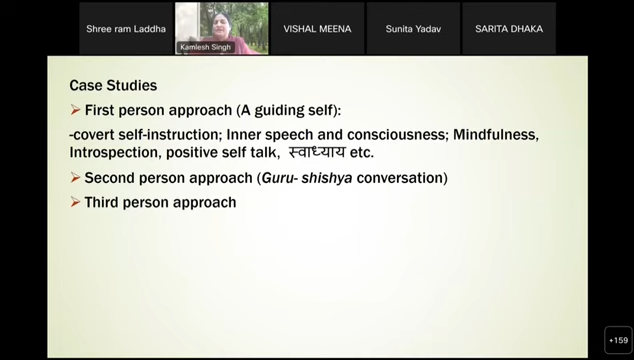 Shree ram Laddha
Kamlesh Singh
VISHAL MEENA
Sunita Yadav
SARITA DHAKA
Case Studies
First person approach (A guiding self):
-covert self-instruction; Inner speech and consciousness; Mindfulness,
Introspection, positive self talk, स्वाध्याय etc.
Second person approach (Guru- shishya conversation)
Third person approach
+159